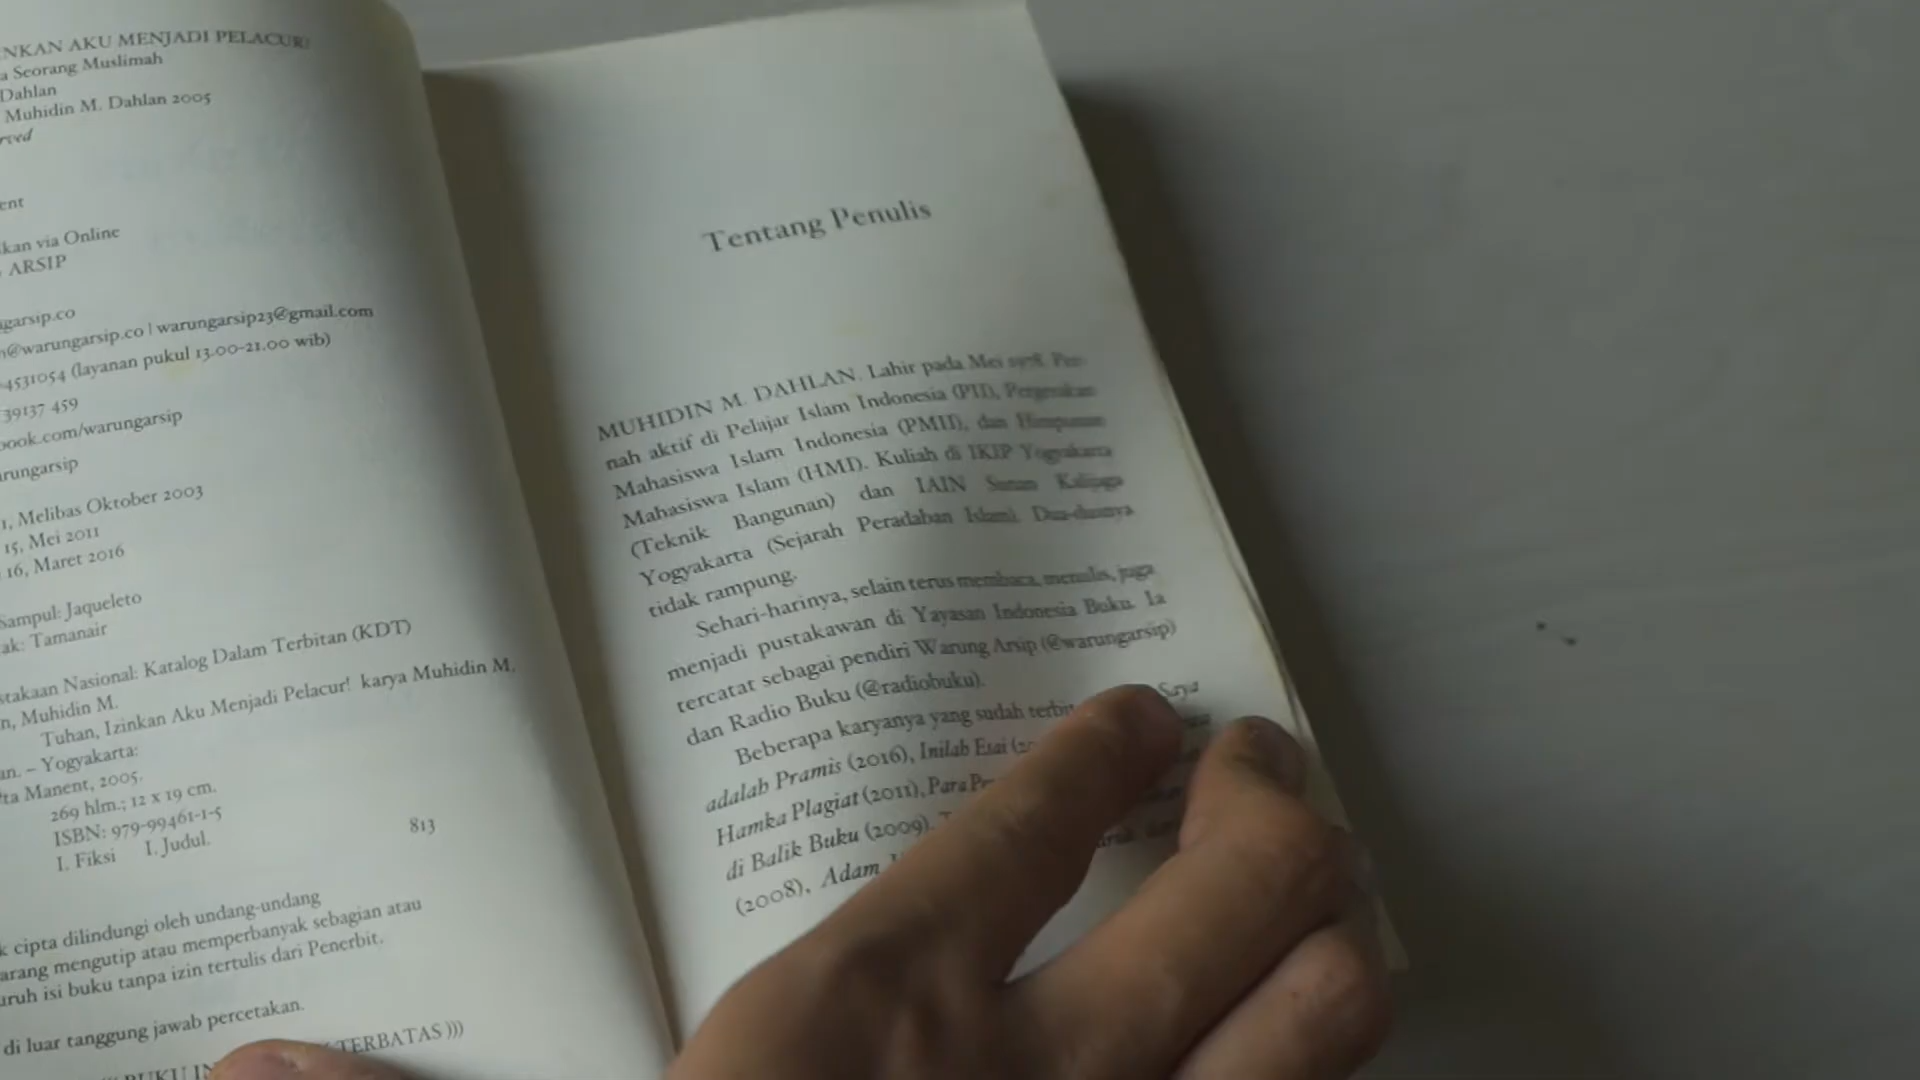 INKAN AKU MENJADI PELACUR!
a Seorang Muslimah
Dahlan
Muhidin M. Dahlan 2005
rved
ent
kan via Online
ARSIP
garsip.co
n@warungarsip.co | warungarsip23@gmail.com
4531054 (layanan pukul 13.00-21.00 wib)
39137 459
ook.com/warungarsip
rungarsip
1, Melibas Oktober 2003
15, Mei 2011
16, Maret 2016
Sampul: Jaqueleto
ak: Tamanair
stakaan Nasional: Katalog Dalam Terbitan (KDT)
n, Muhidin M.
Tuhan, Izinkan Aku Menjadi Pelacur! karya Muhidin M.
an. – Yogyakarta:
ta Manent, 2005.
269 hlm.; 12 x 19 cm.
ISBN: 979-99461-1-5
I. Fiksi I. Judul.
813
k cipta dilindungi oleh undang-undang
arang mengutip atau memperbanyak sebagian atau
uruh isi buku tanpa izin tertulis dari Penerbit.
di luar tanggung jawab percetakan.
BUKU IN TERBATAS )))
Tentang Penulis
MUHIDIN M. DAHLAN. Lahir pada Mei 1978. Per-
nah aktif di Pelajar Islam Indonesia (PII), Pergerakan
Mahasiswa Islam Indonesia (PMII), dan Himpunan
Mahasiswa Islam (HMI). Kuliah di IKIP Yogyakarta
(Teknik Bangunan) dan IAIN Sunan Kalijaga
Yogyakarta (Sejarah Peradaban Islam). Dua-duanya
tidak rampung.
Sehari-harinya, selain terus membaca, menulis, juga
menjadi pustakawan di Yayasan Indonesia Buku. Ia
tercatat sebagai pendiri Warung Arsip (@warungarsip)
dan Radio Buku (@radiobuku).
Beberapa karyanya yang sudah terbit Saya
adalah Pramis (2016), Inilah Esai (20
Hamka Plagiat (2011), Para Pe
di Balik Buku (2009), T
(2008), Adam